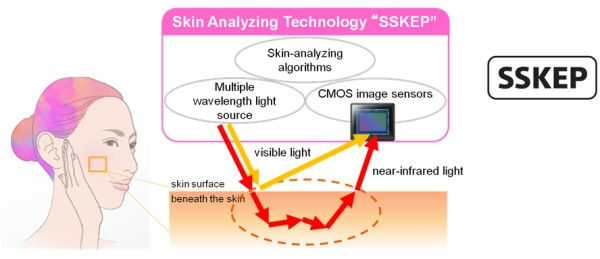 Skin Analyzing Technology “SSKEP”
Skin-analyzing
algorithms
Multiple
wavelength light
source
CMOS image sensors
SSKEP
visible light
near-infrared light
skin surface
beneath the skin